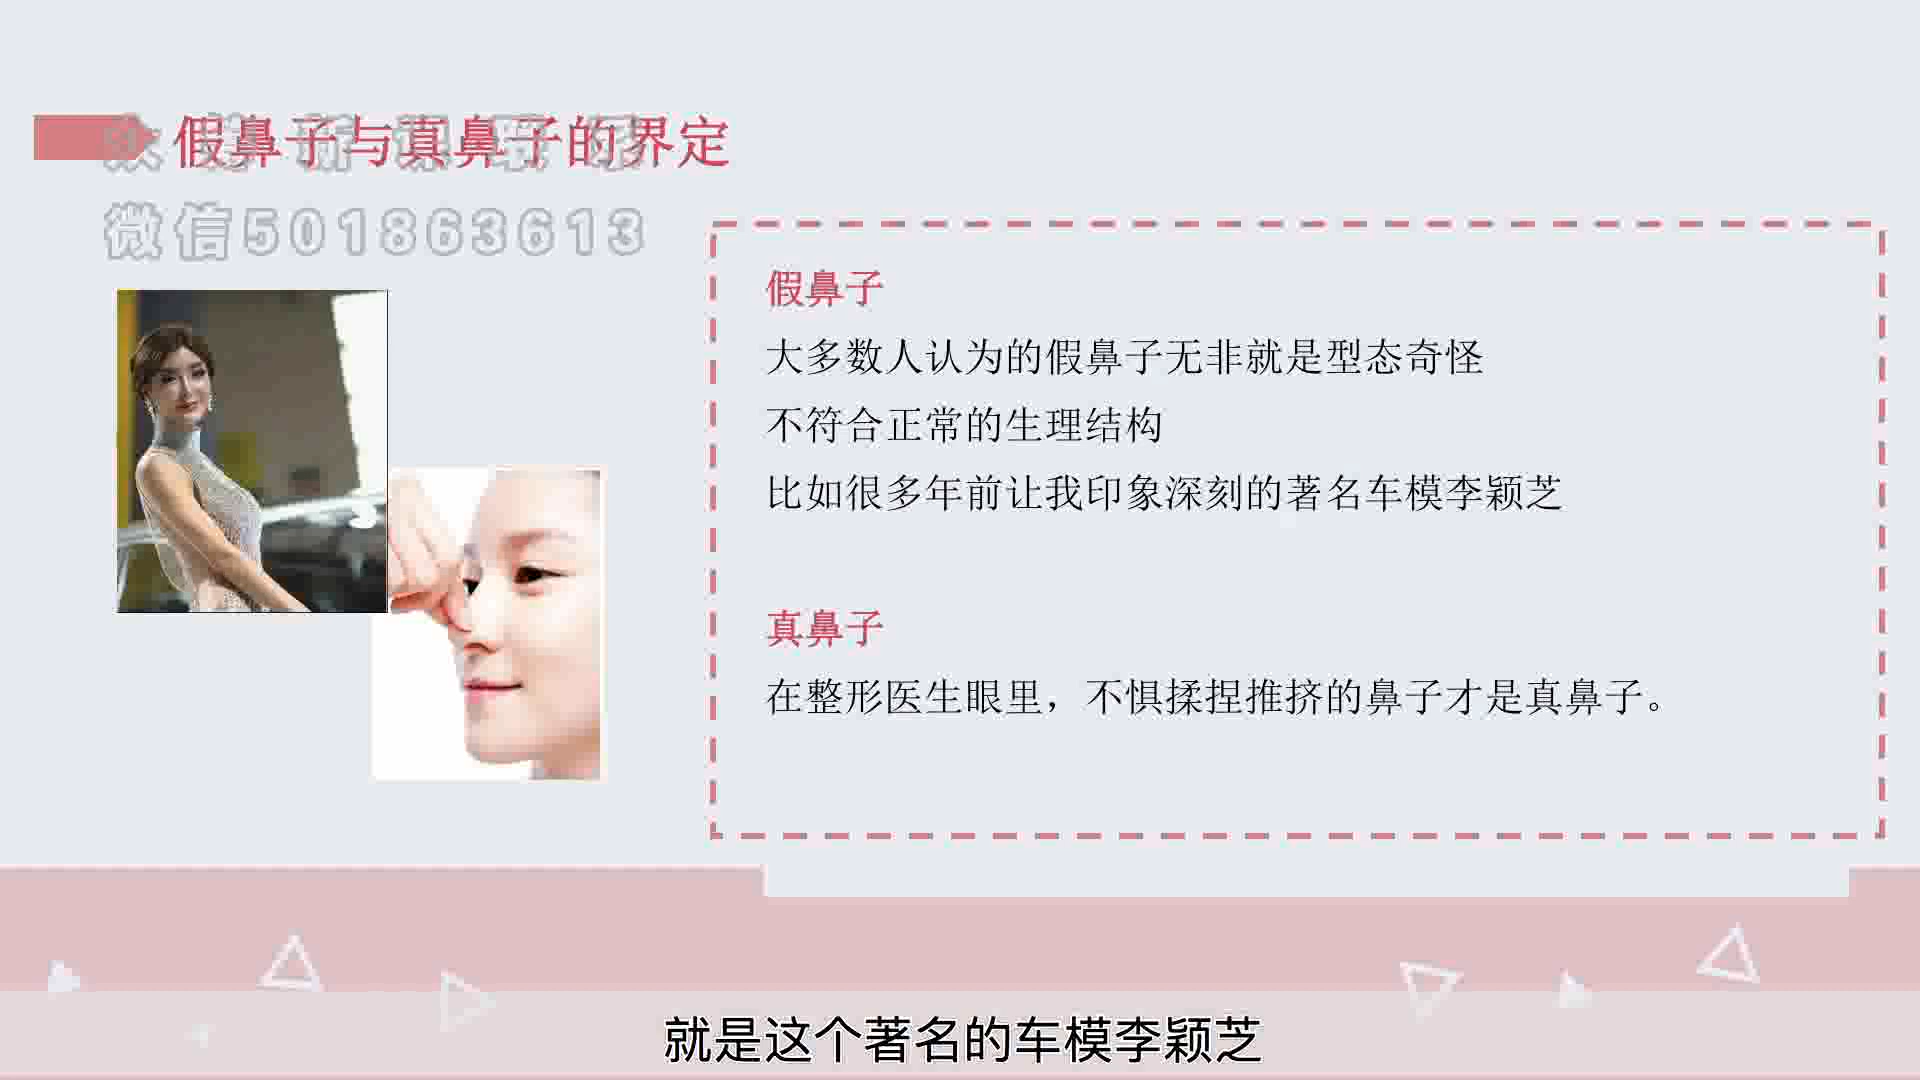 假鼻子与真鼻子的界定
微信501863613
假鼻子
大多数人认为的假鼻子无非就是型态奇怪
不符合正常的生理结构
比如很多年前让我印象深刻的著名车模李颖芝
真鼻子
在整形医生眼里，不惧揉捏推挤的鼻子才是真鼻子。
就是这个著名的车模李颖芝